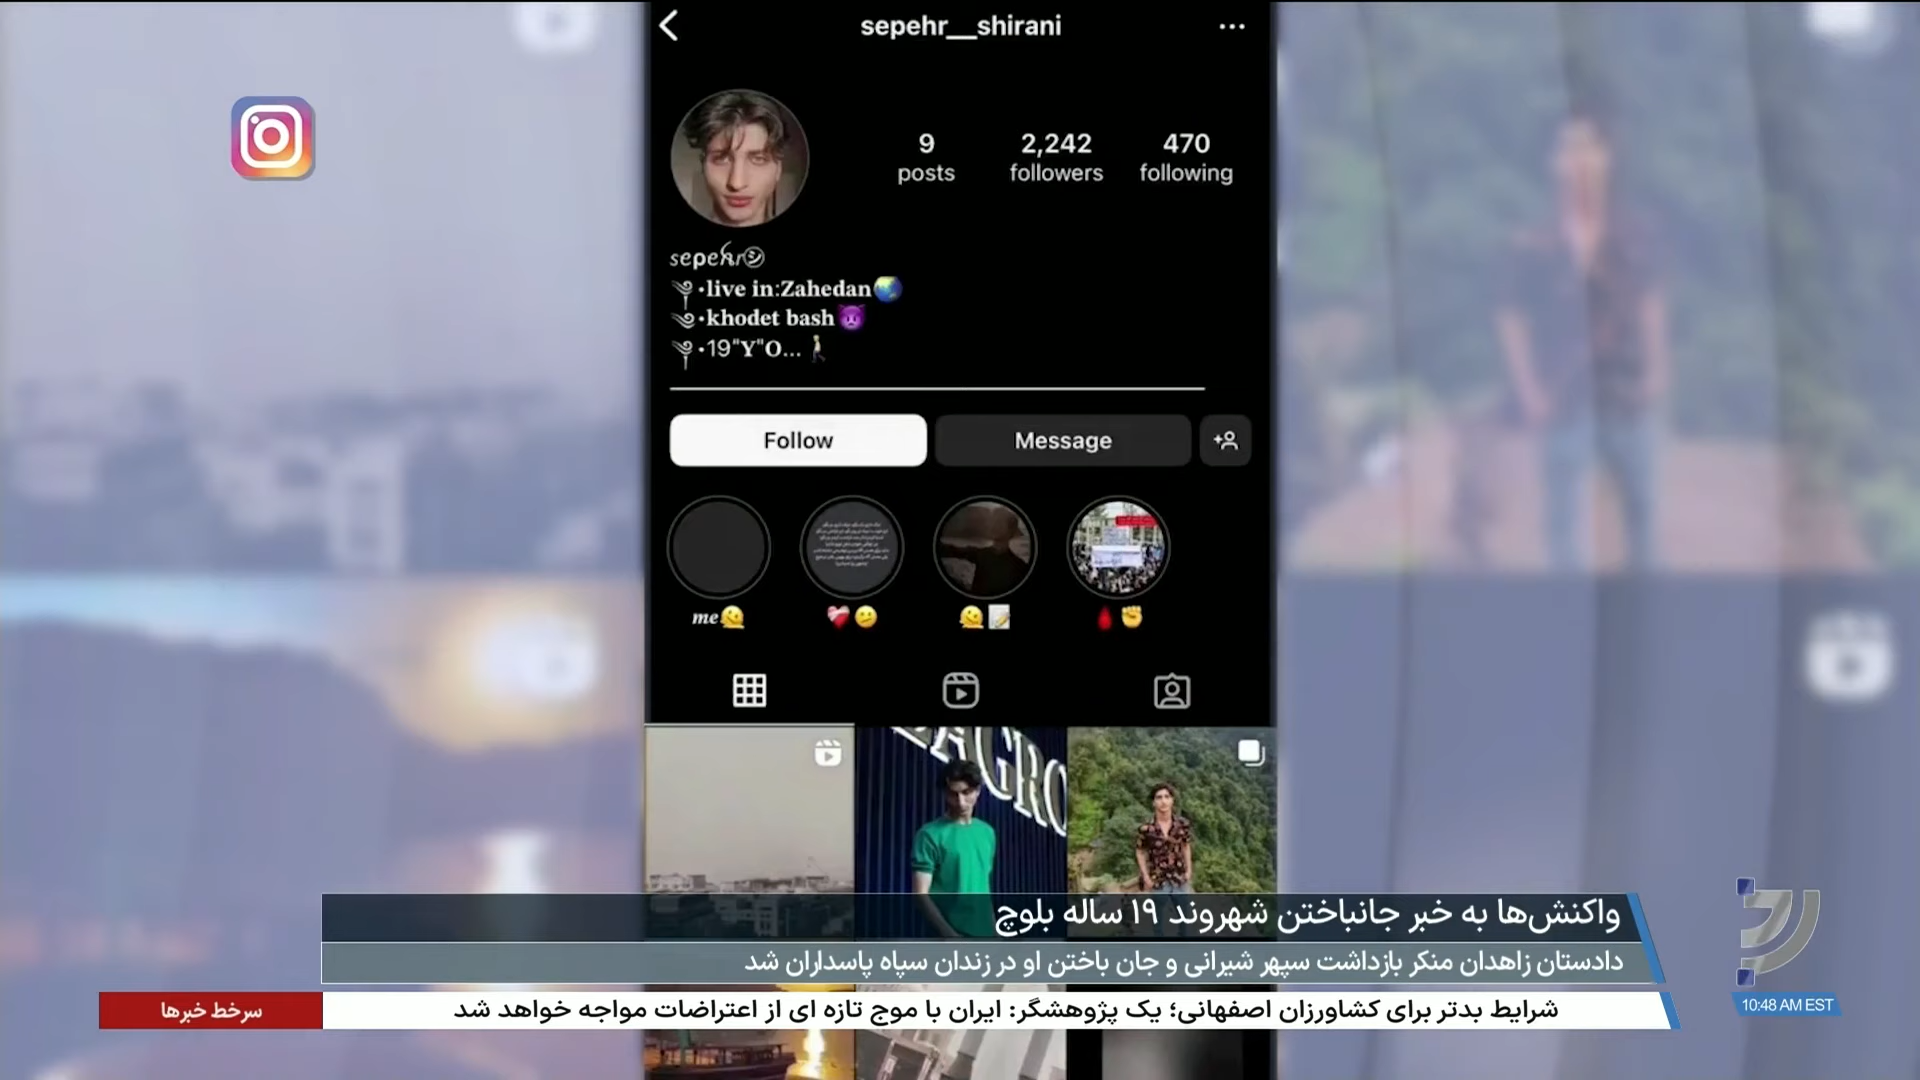 sepehr__shirani
9 posts
2,242 followers
470 following
sepehr
•live in:Zahedan🌏
•khodet bash😈
•19"Y"O...🚶
Follow
Message
me🫠
❤️‍🩹🫤
🫠📝
🩸✊
واکنش‌ها به خبر جانباختن شهروند ۱۹ ساله بلوچ
دادستان زاهدان منکر بازداشت سپهر شیرانی و جان باختن او در زندان سپاه پاسداران شد
سرخط خبرها
شرایط بدتر برای کشاورزان اصفهانی؛ یک پژوهشگر: ایران با موج تازه ای از اعتراضات مواجه خواهد شد
10:48 AM EST